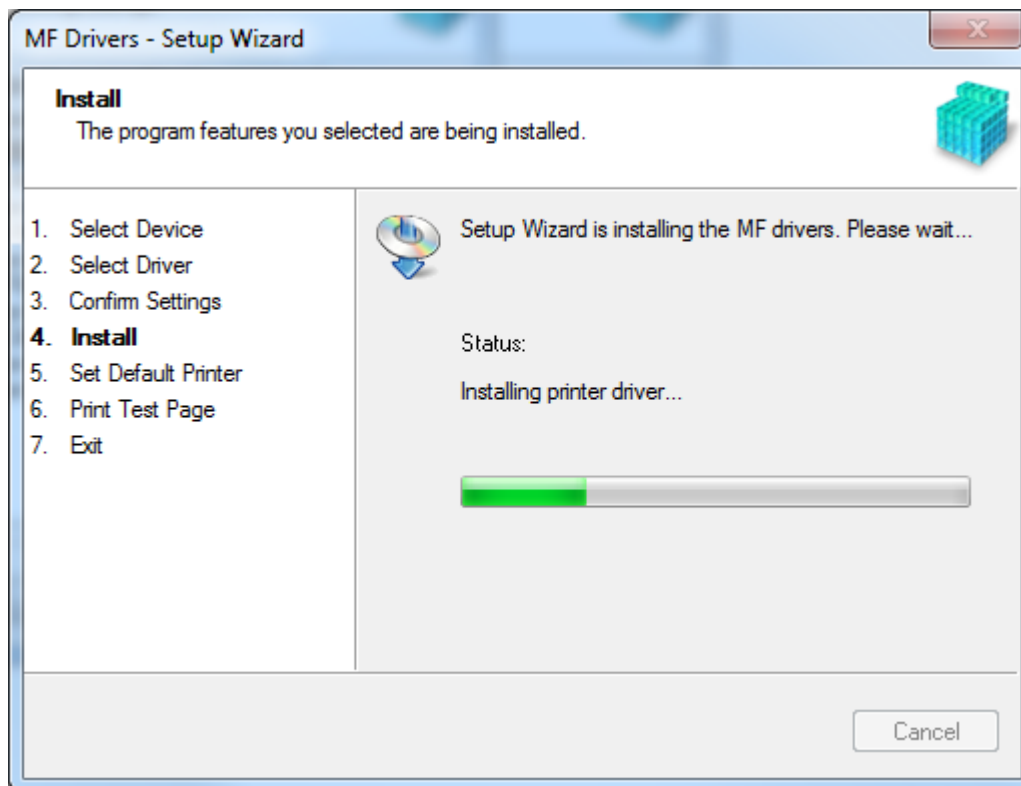 MF Drivers - Setup Wizard
Install
The program features you selected are being installed.
1. Select Device
2. Select Driver
3. Confirm Settings
4. Install
5. Set Default Printer
6. Print Test Page
7. Exit
Setup Wizard is installing the MF drivers. Please wait...
Status:
Installing printer driver...
Cancel